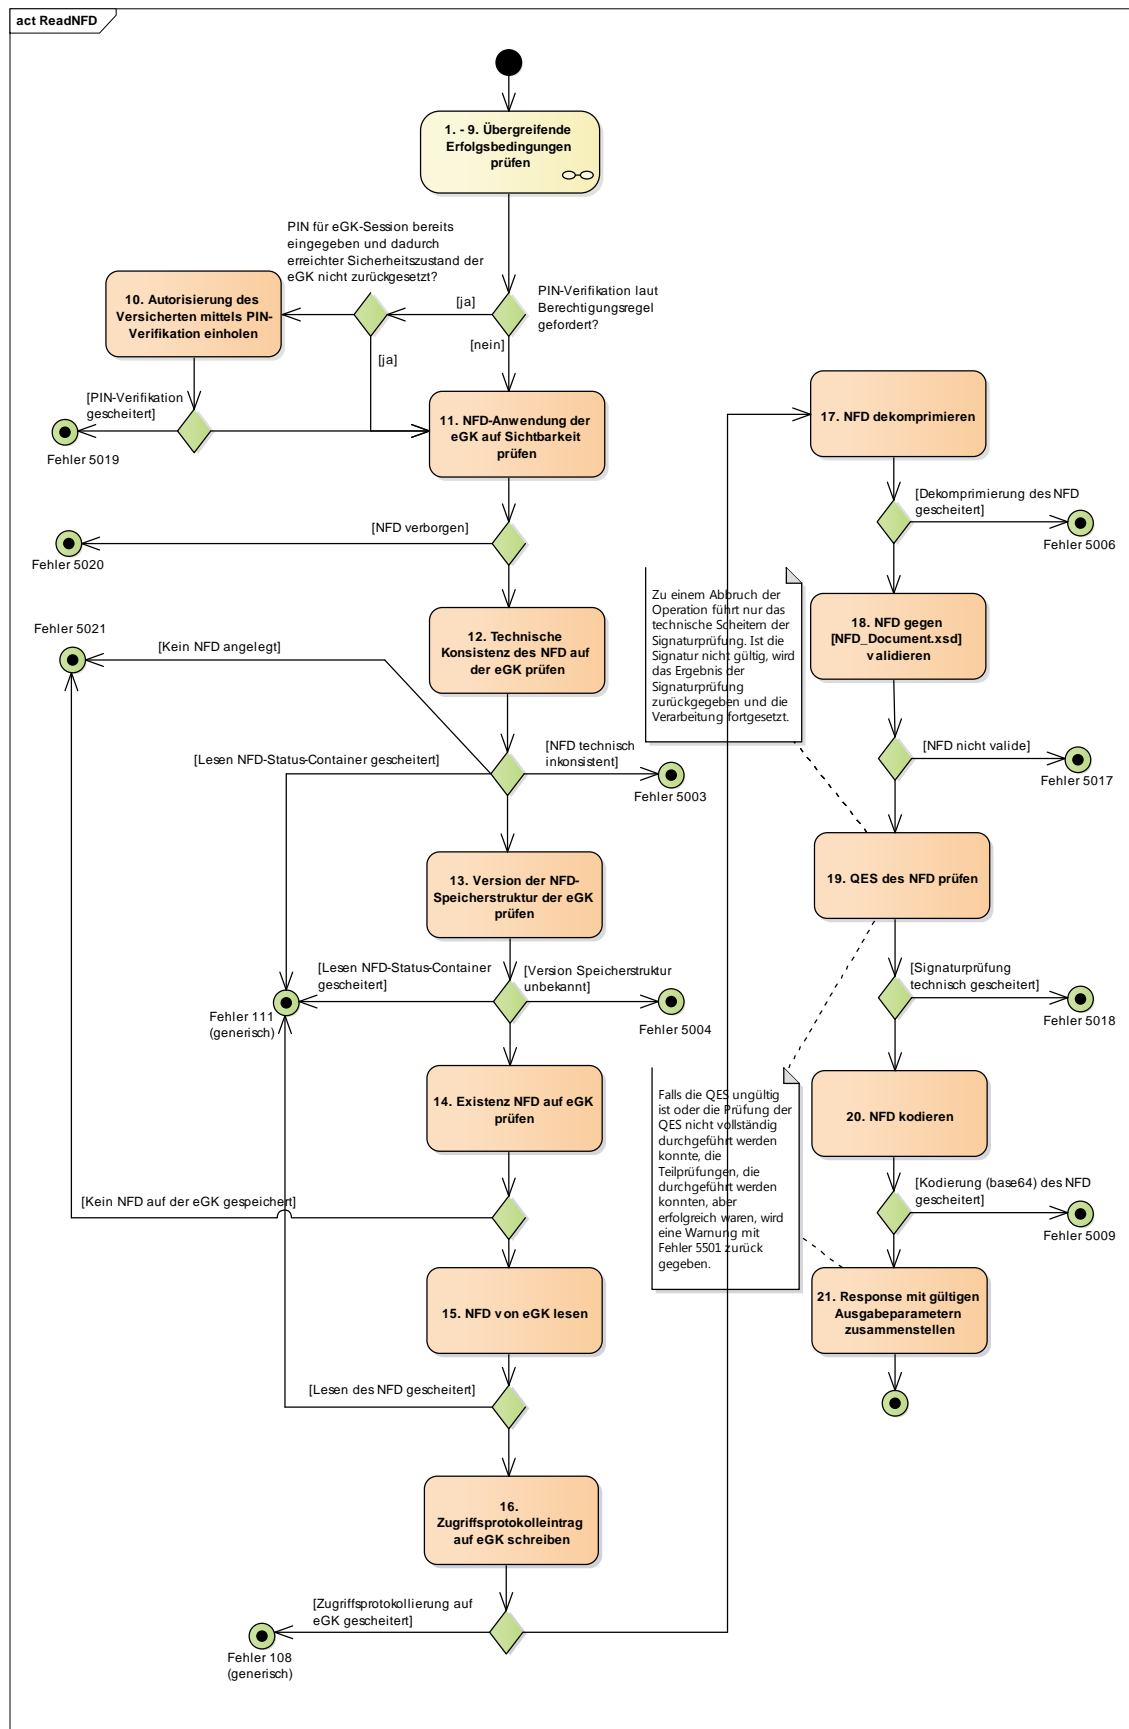 act ReadNFD
1. - 9. Übergreifende
Erfolgsbedingungen
prüfen
PIN für eGK-Session bereits
eingegeben und dadurch
erreichter Sicherheitszustand der
eGK nicht zurückgesetzt?
PIN-Verifikation laut
Berechtigungsregel
gefordert?
[ja]
[nein]
[ja]
10. Autorisierung des
Versicherten mittels PIN-
Verifikation einholen
[PIN-Verifikation
gescheitert]
Fehler 5019
11. NFD-Anwendung der
eGK auf Sichtbarkeit
prüfen
[NFD verborgen]
Fehler 5020
12. Technische
Konsistenz des NFD auf
der eGK prüfen
Fehler 5021
[Kein NFD angelegt]
[Lesen NFD-Status-Container gescheitert]
[NFD technisch
inkonsistent]
Fehler 5003
13. Version der NFD-
Speicherstruktur der eGK
prüfen
[Lesen NFD-Status-Container
gescheitert]
[Version Speicherstruktur
unbekannt]
Fehler 111
(generisch)
Fehler 5004
14. Existenz NFD auf eGK
prüfen
[Kein NFD auf der eGK gespeichert]
15. NFD von eGK lesen
[Lesen des NFD gescheitert]
16.
Zugriffsprotokolleintrag
auf eGK schreiben
[Zugriffsprotokollierung auf
eGK gescheitert]
Fehler 108
(generisch)
17. NFD dekomprimieren
[Dekomprimierung des NFD
gescheitert]
Fehler 5006
18. NFD gegen
[NFD_Document.xsd]
validieren
Zu einem Abbruch der
Operation führt nur das
technische Scheitern der
Signaturprüfung. Ist die
Signatur nicht gültig, wird
das Ergebnis der
Signaturprüfung
zurückgegeben und die
Verarbeitung fortgesetzt.
[NFD nicht valide]
Fehler 5017
19. QES des NFD prüfen
[Signaturprüfung
technisch gescheitert]
Fehler 5018
Falls die QES ungültig
ist oder die Prüfung der
QES nicht vollständig
durchgeführt werden
konnte, die
Teilprüfungen, die
durchgeführt werden
konnten, aber
erfolgreich waren, wird
eine Warnung mit
Fehler 5501 zurück
gegeben.
20. NFD kodieren
[Kodierung (base64) des NFD
gescheitert]
Fehler 5009
21. Response mit gültigen
Ausgabeparametern
zusammenstellen